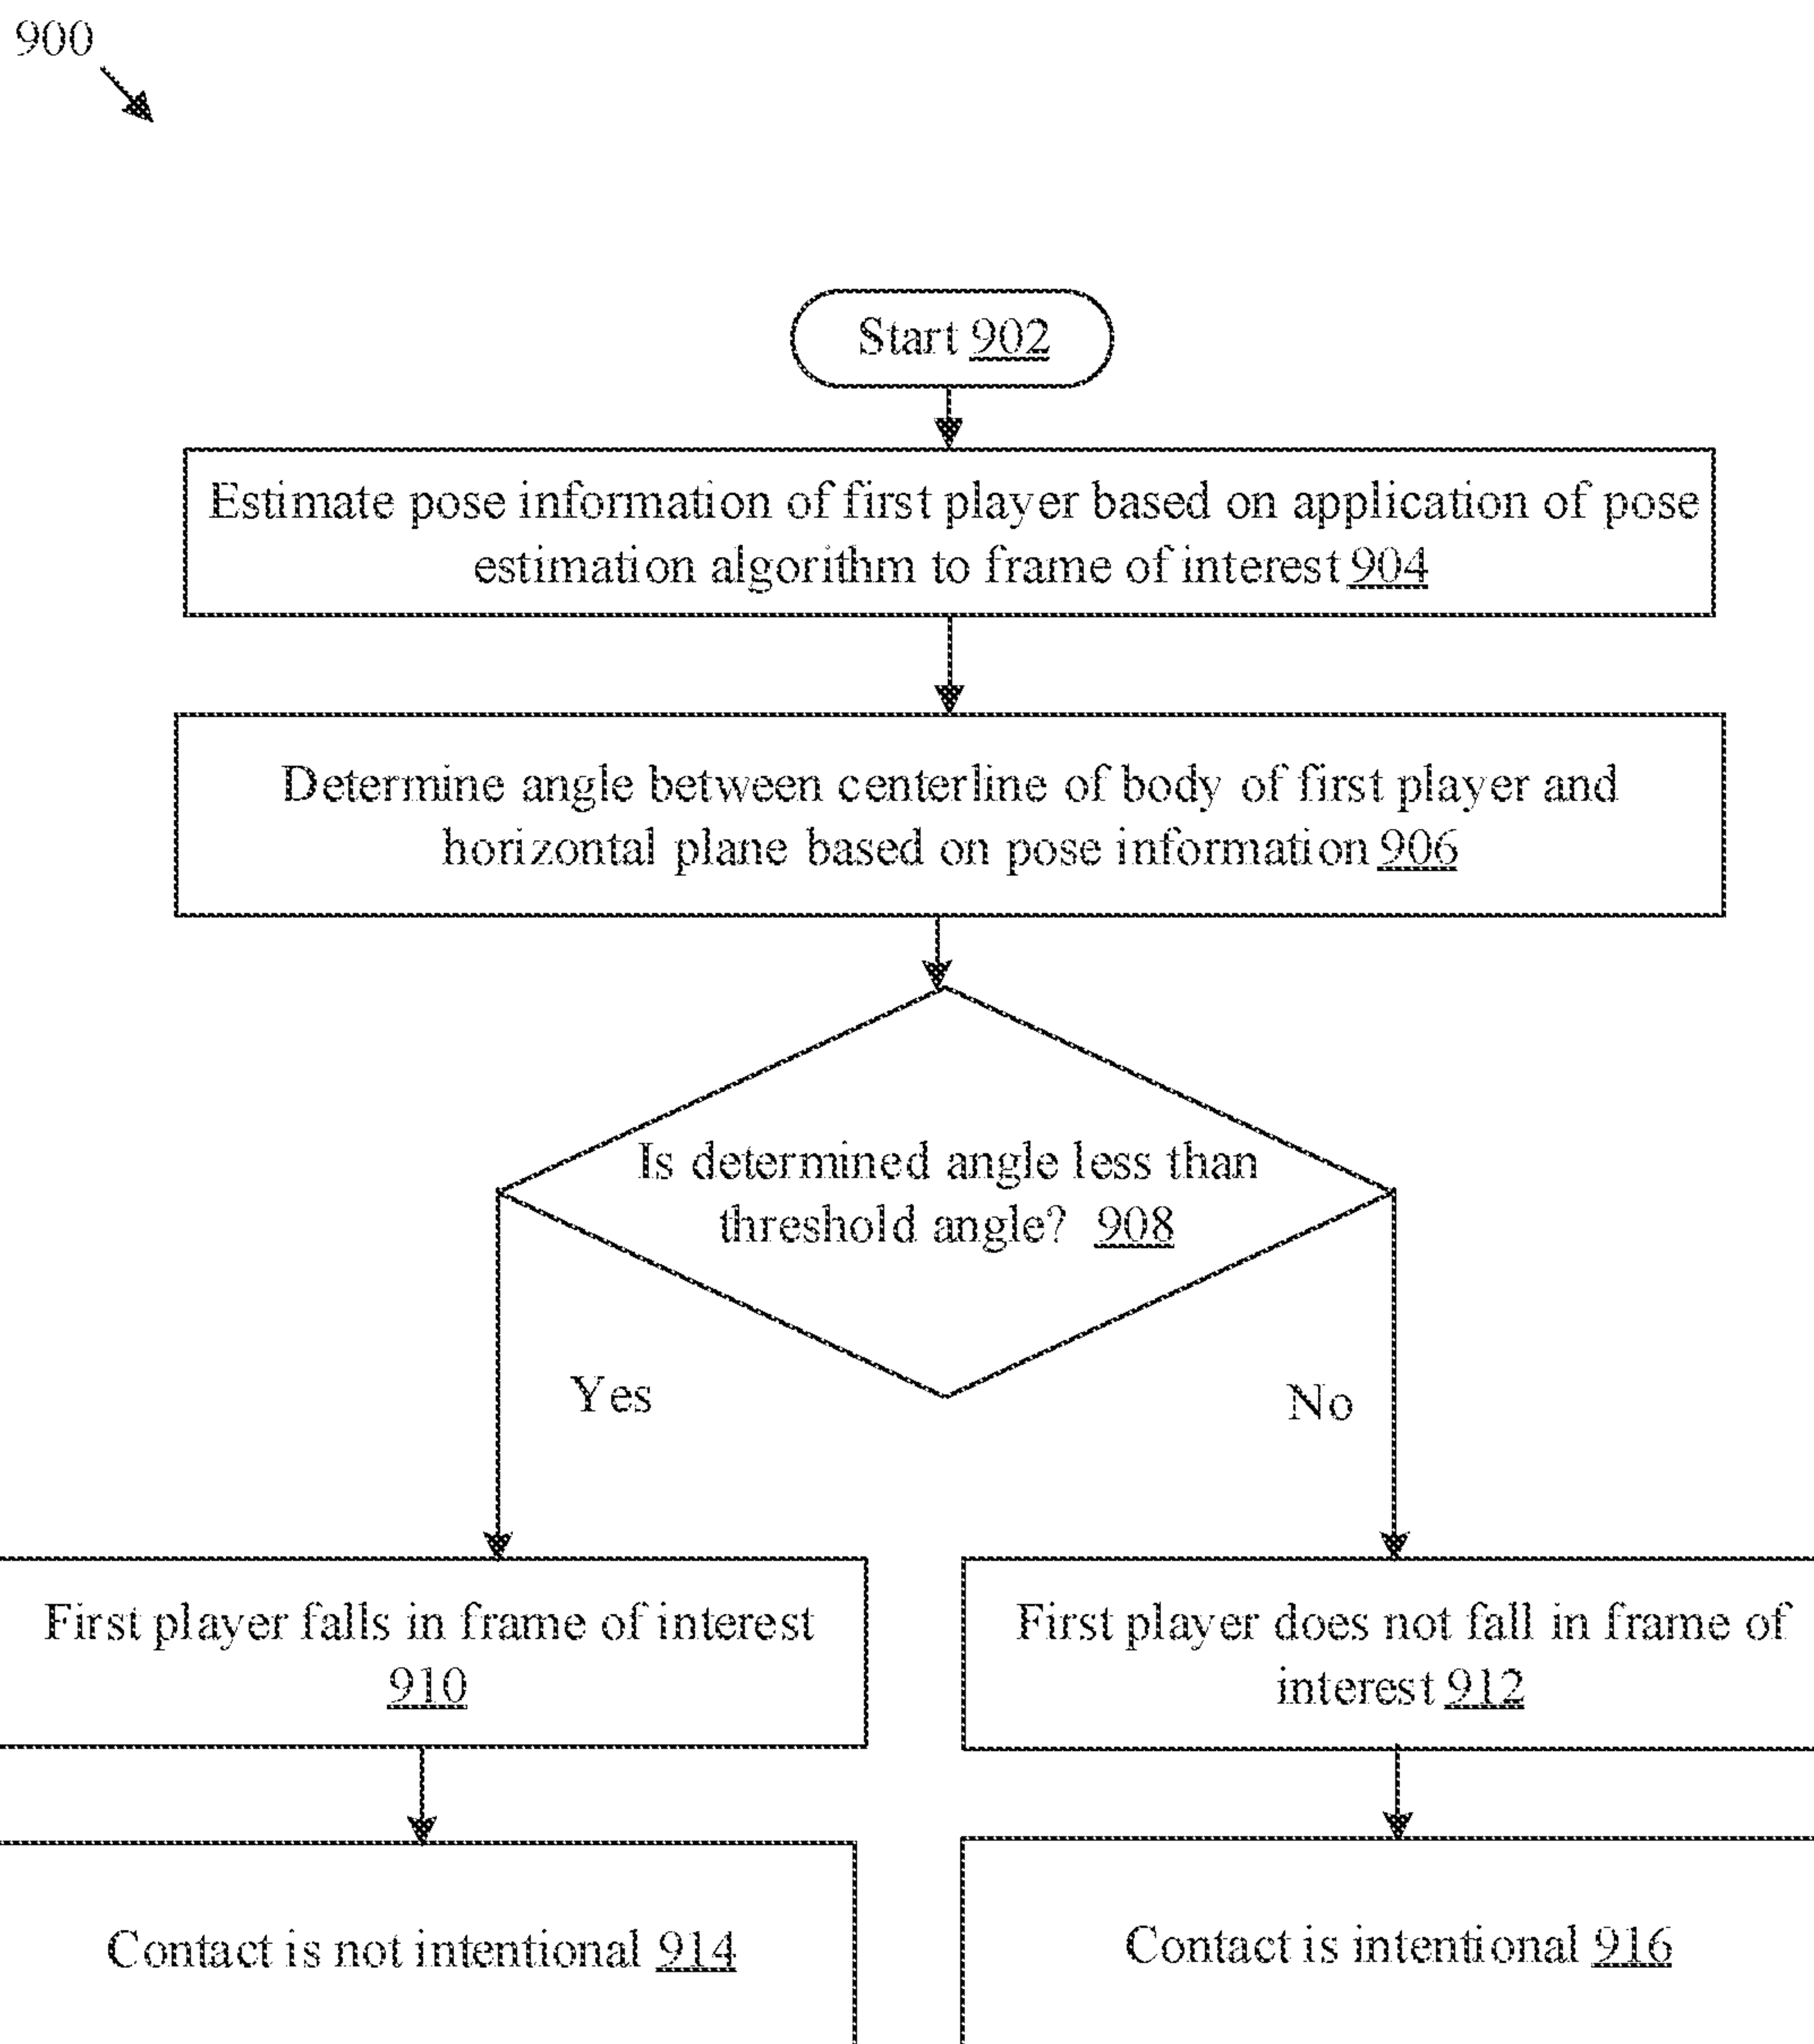 900
Start 902
Estimate pose information of first player based on application of pose
estimation algorithm to frame of interest 904
Determine angle between centerline of body of first player and
horizontal plane based on pose information 906
Is determined angle less than
threshold angle? 908
Yes
No
First player falls in frame of interest
910
First player does not fall in frame of
interest 912
Contact is not intentional 914
Contact is intentional 916